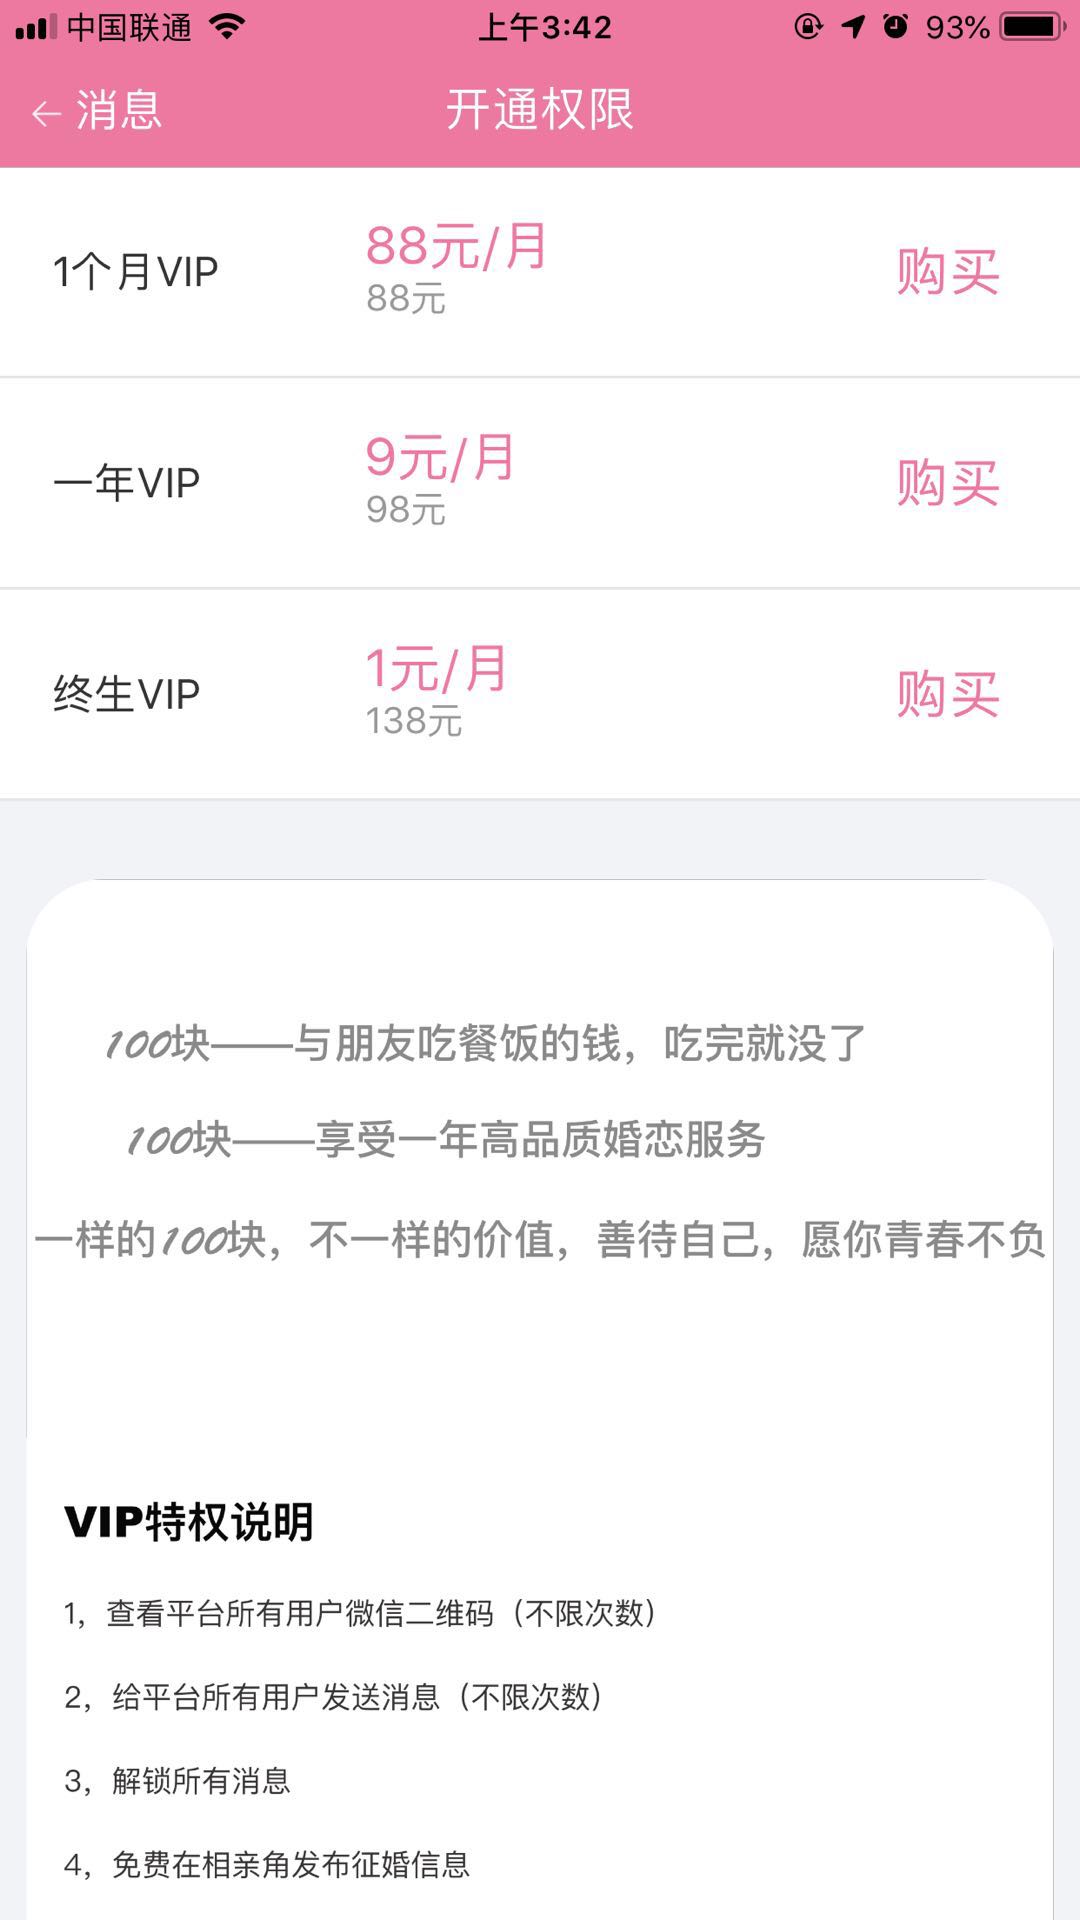 中国联通 上午3:42 93%
消息 开通权限
1个月VIP 88元/月 购买
88元
一年VIP 9元/月 购买
98元
终生VIP 1元/月 购买
138元
100块——与朋友吃餐饭的钱，吃完就没了
100块——享受一年高品质婚恋服务
一样的100块，不一样的价值，善待自己，愿你青春不负
VIP特权说明
1，查看平台所有用户微信二维码（不限次数）
2，给平台所有用户发送消息（不限次数）
3，解锁所有消息
4，免费在相亲角发布征婚信息